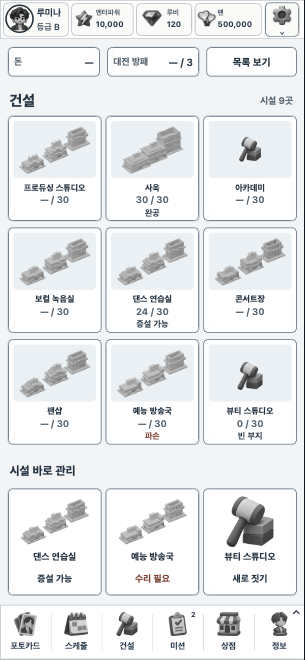 루미나
등급 B
엔터파워
10,000
루비
120
팬
500,000
돈 —
대전 방패 — / 3
목록 보기
건설
시설 9곳
프로듀싱 스튜디오
— / 30
사옥
30 / 30
완공
아카데미
— / 30
보컬 녹음실
— / 30
댄스 연습실
24 / 30
증설 가능
콘서트장
— / 30
팬샵
— / 30
예능 방송국
— / 30
파손
뷰티 스튜디오
0 / 30
빈 부지
시설 바로 관리
댄스 연습실
증설 가능
예능 방송국
수리 필요
뷰티 스튜디오
새로 짓기
포토카드
스케줄
건설
2
미션
상점
정보